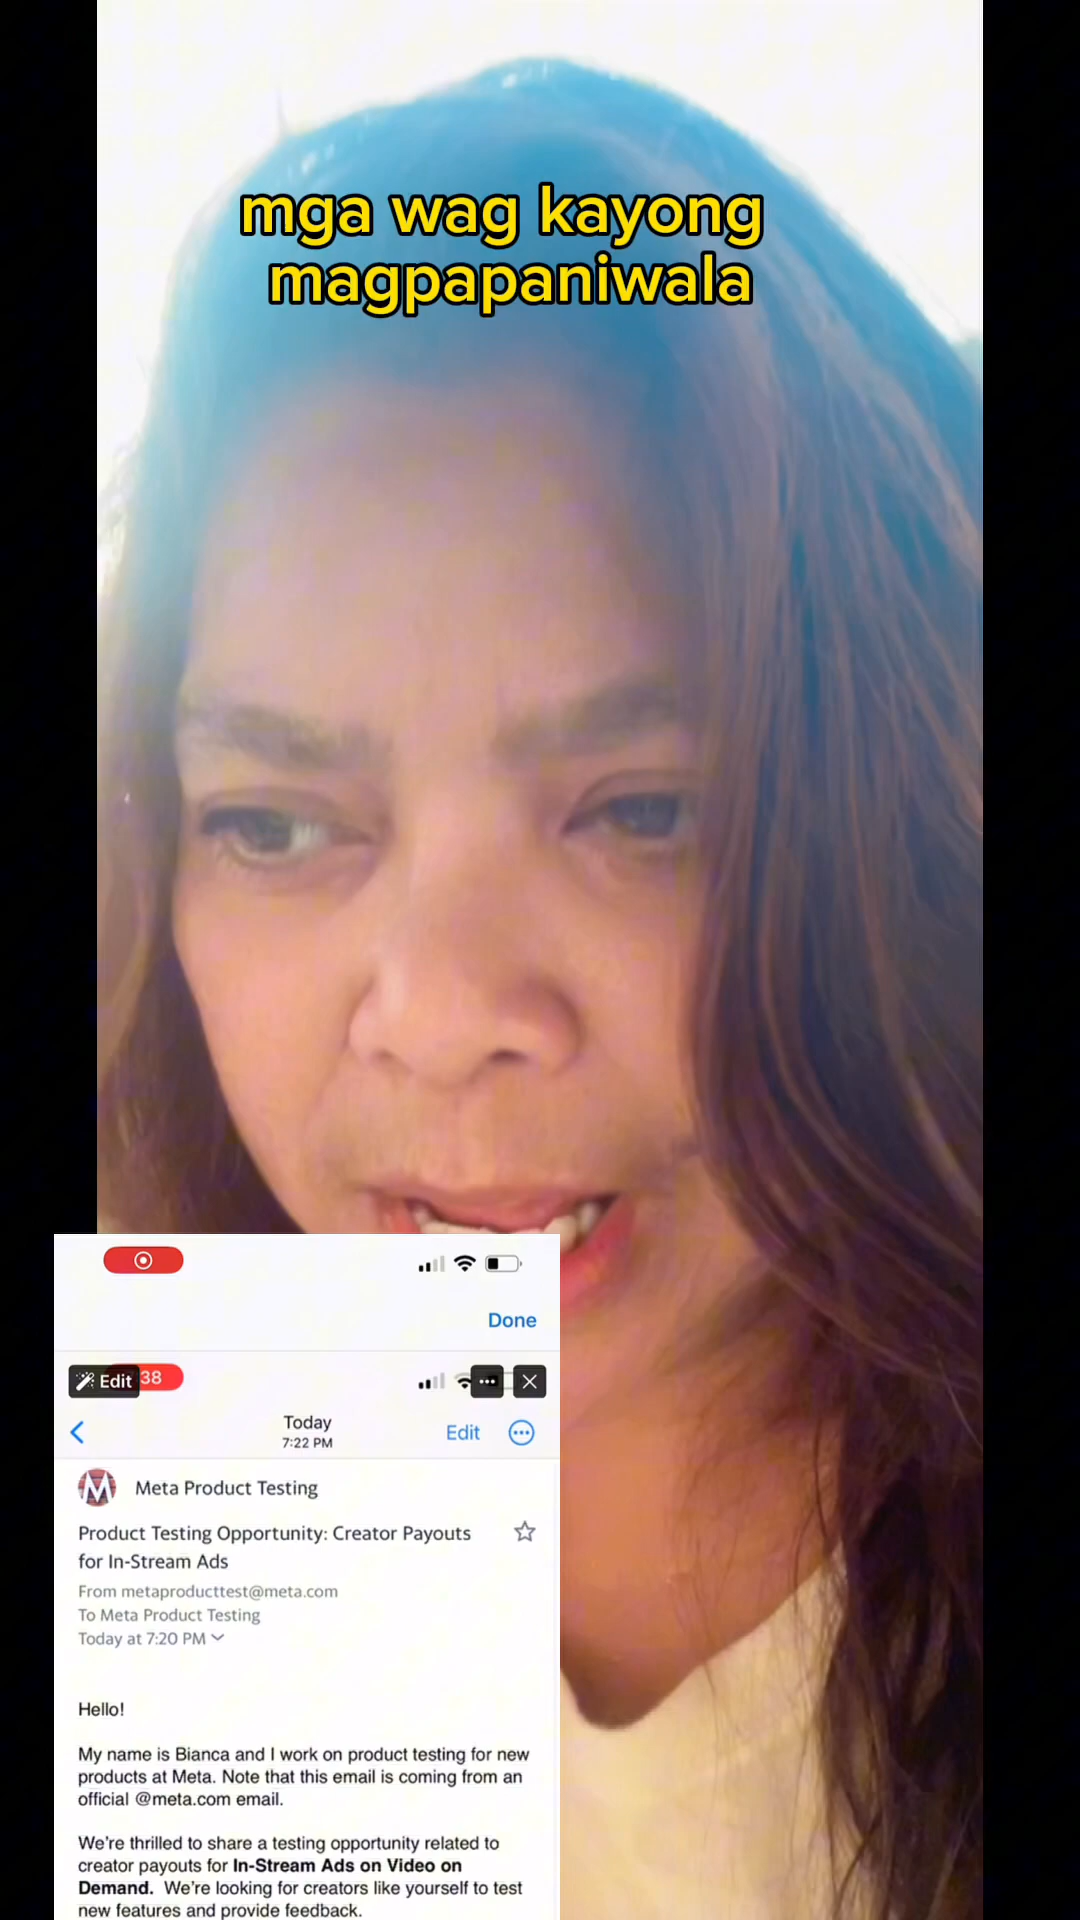 mga wag kayong
magpapaniwala
Done
Edit
38
Today
7:22 PM
Edit
Meta Product Testing
Product Testing Opportunity: Creator Payouts
for In-Stream Ads
From metaproducttest@meta.com
To Meta Product Testing
Today at 7:20 PM
Hello!
My name is Bianca and I work on product testing for new
products at Meta. Note that this email is coming from an
official @meta.com email.
We're thrilled to share a testing opportunity related to
creator payouts for In-Stream Ads on Video on
Demand. We're looking for creators like yourself to test
new features and provide feedback.